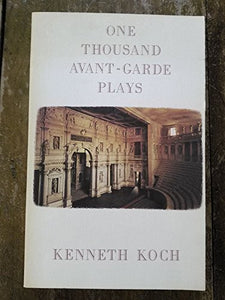 ONE
THOUSAND
AVANT-GARDE
PLAYS
KENNETH KOCH